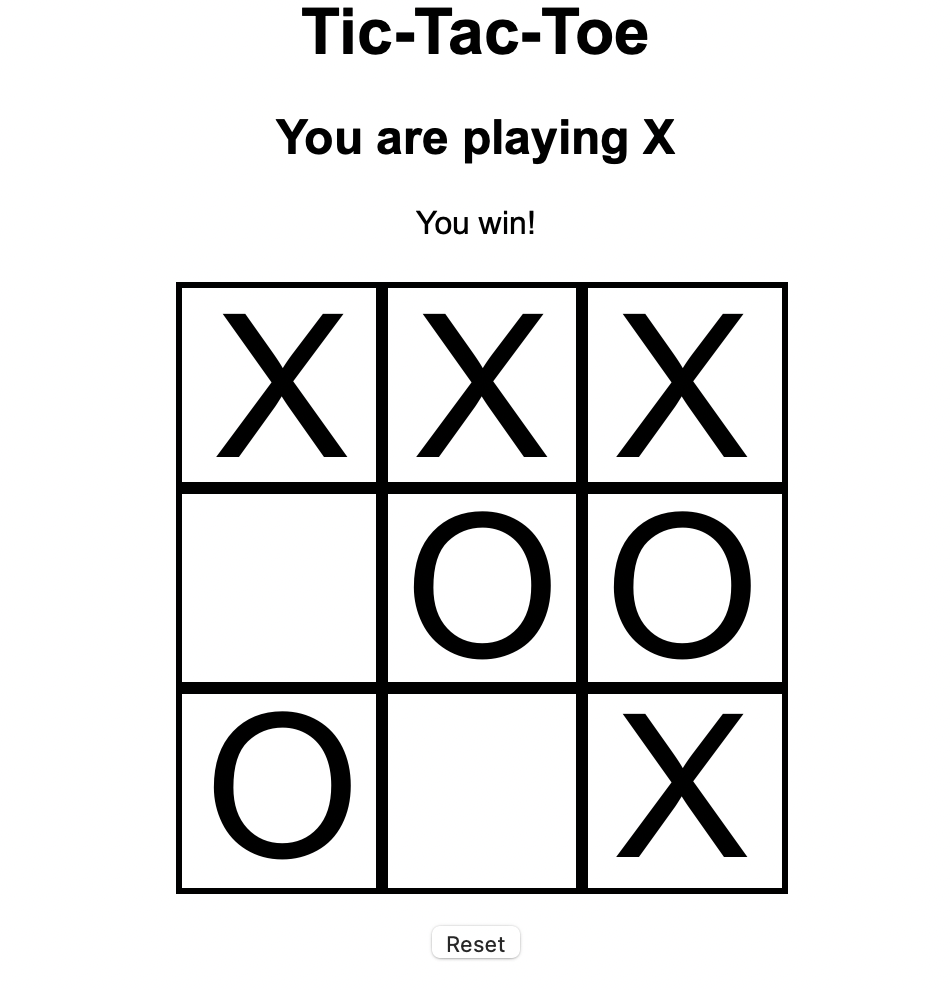 Tic-Tac-Toe
You are playing X
You win!
X X X
O O
O X
Reset